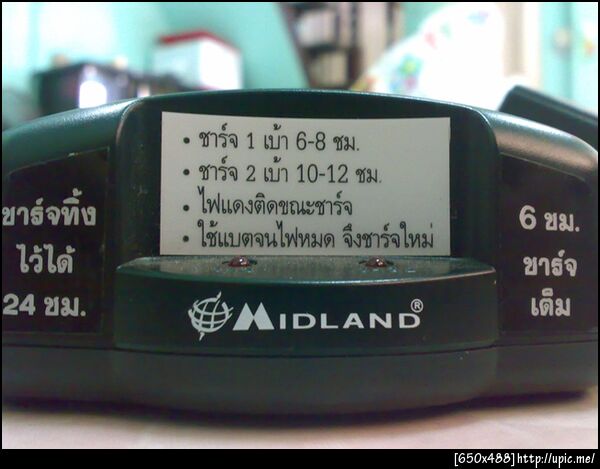 • ชาร์จ 1 เบ้า 6-8 ชม.
• ชาร์จ 2 เบ้า 10-12 ชม.
• ไฟแดงติดขณะชาร์จ
• ใช้แบตจนไฟหมด จึงชาร์จใหม่
ชาร์จทิ้ง
ไว้ได้
24 ชม.
6 ชม.
ชาร์จ
เต็ม
MIDLAND®
[650x488]http://upic.me/